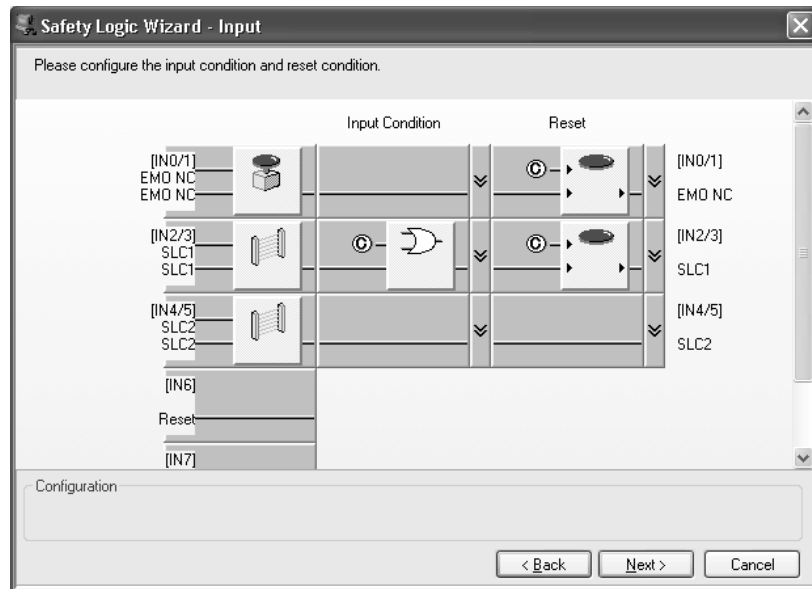 Safety Logic Wizard - Input
Please configure the input condition and reset condition.
Input Condition Reset
[IN0/1]
EMO NC
EMO NC
C
[IN0/1]
EMO NC
[IN2/3]
SLC1
SLC1
C
C
[IN2/3]
SLC1
[IN4/5]
SLC2
SLC2
[IN4/5]
SLC2
[IN6]
Reset
[IN7]
Configuration
< Back Next > Cancel